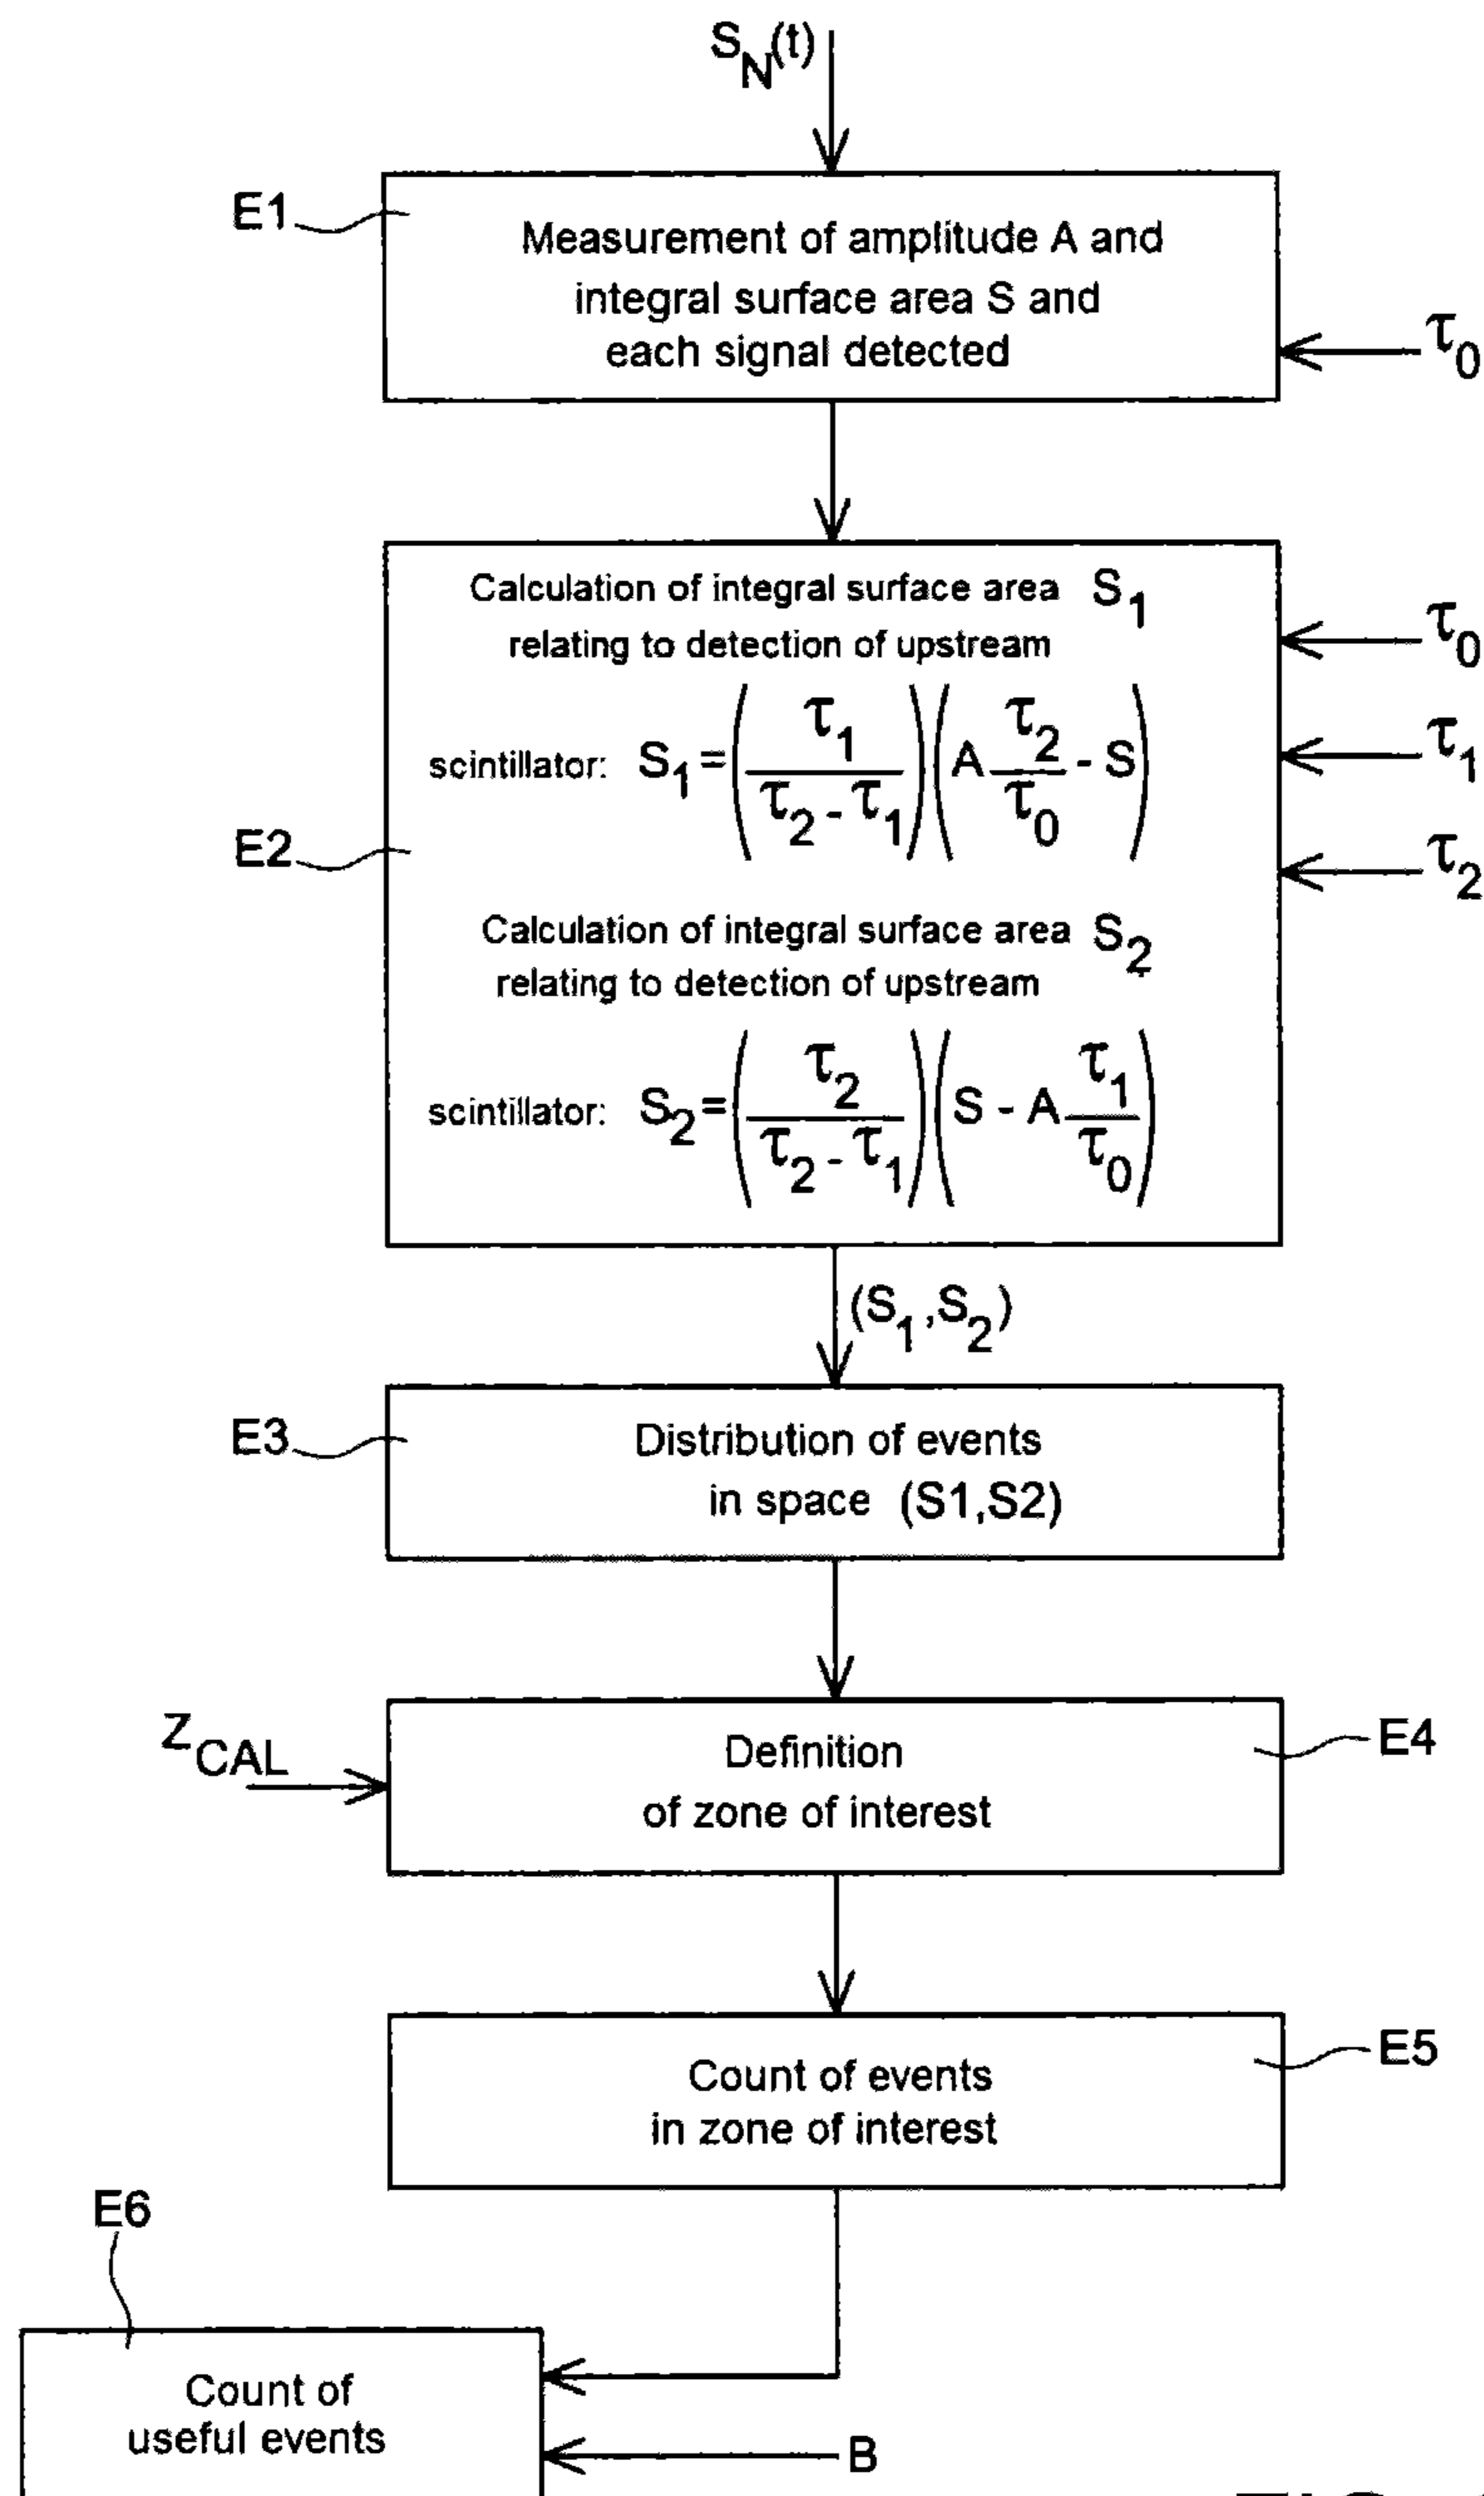 S_N(t)
E1
Measurement of amplitude A and
integral surface area S and
each signal detected
τ_0
Calculation of integral surface area S_1
relating to detection of upstream
scintillator: S_1 = (τ_1 / (τ_2 - τ_1)) (A τ_2/τ_0 - S)
τ_0
τ_1
τ_2
E2
Calculation of integral surface area S_2
relating to detection of upstream
scintillator: S_2 = (τ_2 / (τ_2 - τ_1)) (S - A τ_1/τ_0)
(S_1,S_2)
E3
Distribution of events
in space (S1,S2)
Z_CAL
Definition
of zone of interest
E4
Count of events
in zone of interest
E5
E6
Count of
useful events
B